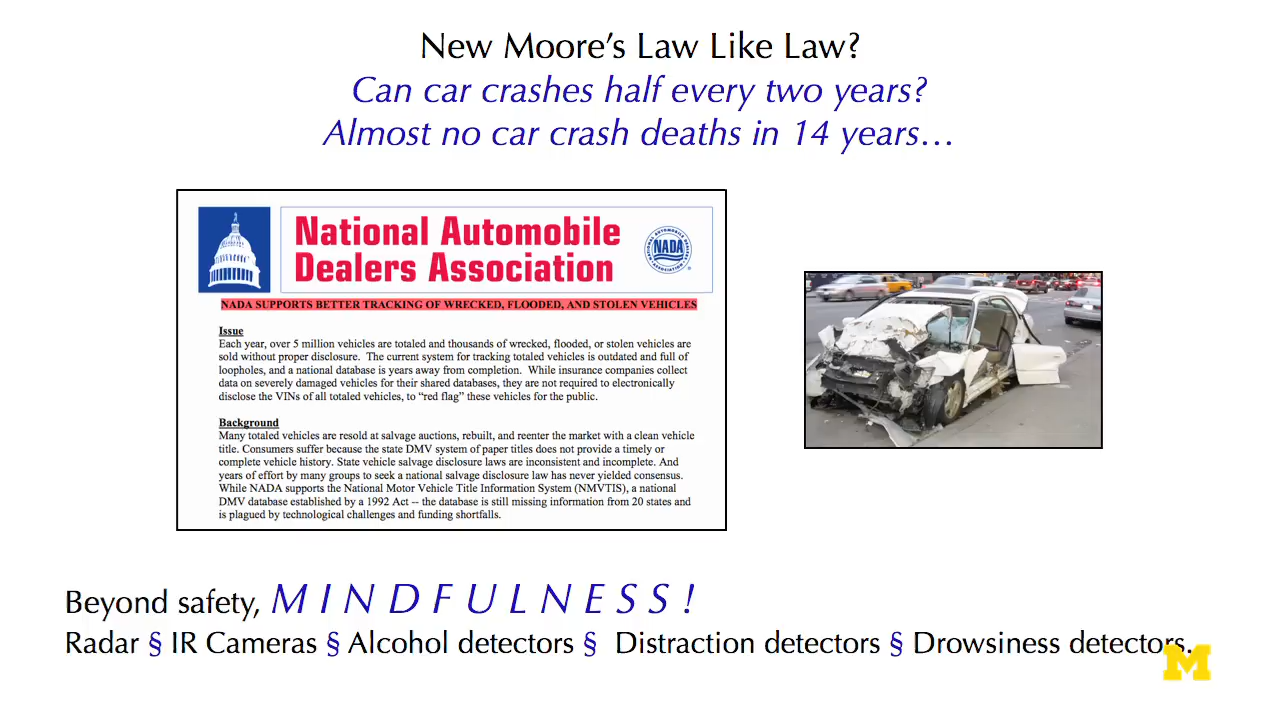 New Moore's Law Like Law?
Can car crashes half every two years?
Almost no car crash deaths in 14 years…
National Automobile
Dealers Association
NADA
NADA SUPPORTS BETTER TRACKING OF WRECKED, FLOODED, AND STOLEN VEHICLES
Issue
Each year, over 5 million vehicles are totaled and thousands of wrecked, flooded, or stolen vehicles are
sold without proper disclosure. The current system for tracking totaled vehicles is outdated and full of
loopholes, and a national database is years away from completion. While insurance companies collect
data on severely damaged vehicles for their shared databases, they are not required to electronically
disclose the VINs of all totaled vehicles, to “red flag” these vehicles for the public.
Background
Many totaled vehicles are resold at salvage auctions, rebuilt, and reenter the market with a clean vehicle
title. Consumers suffer because the state DMV system of paper titles does not provide a timely or
complete vehicle history. State vehicle salvage disclosure laws are inconsistent and incomplete. And
years of effort by many groups to seek a national salvage disclosure law has never yielded consensus.
While NADA supports the National Motor Vehicle Title Information System (NMVTIS), a national
DMV database established by a 1992 Act -- the database is still missing information from 20 states and
is plagued by technological challenges and funding shortfalls.
Beyond safety, M I N D F U L N E S S !
Radar § IR Cameras § Alcohol detectors § Distraction detectors § Drowsiness detectors.
M